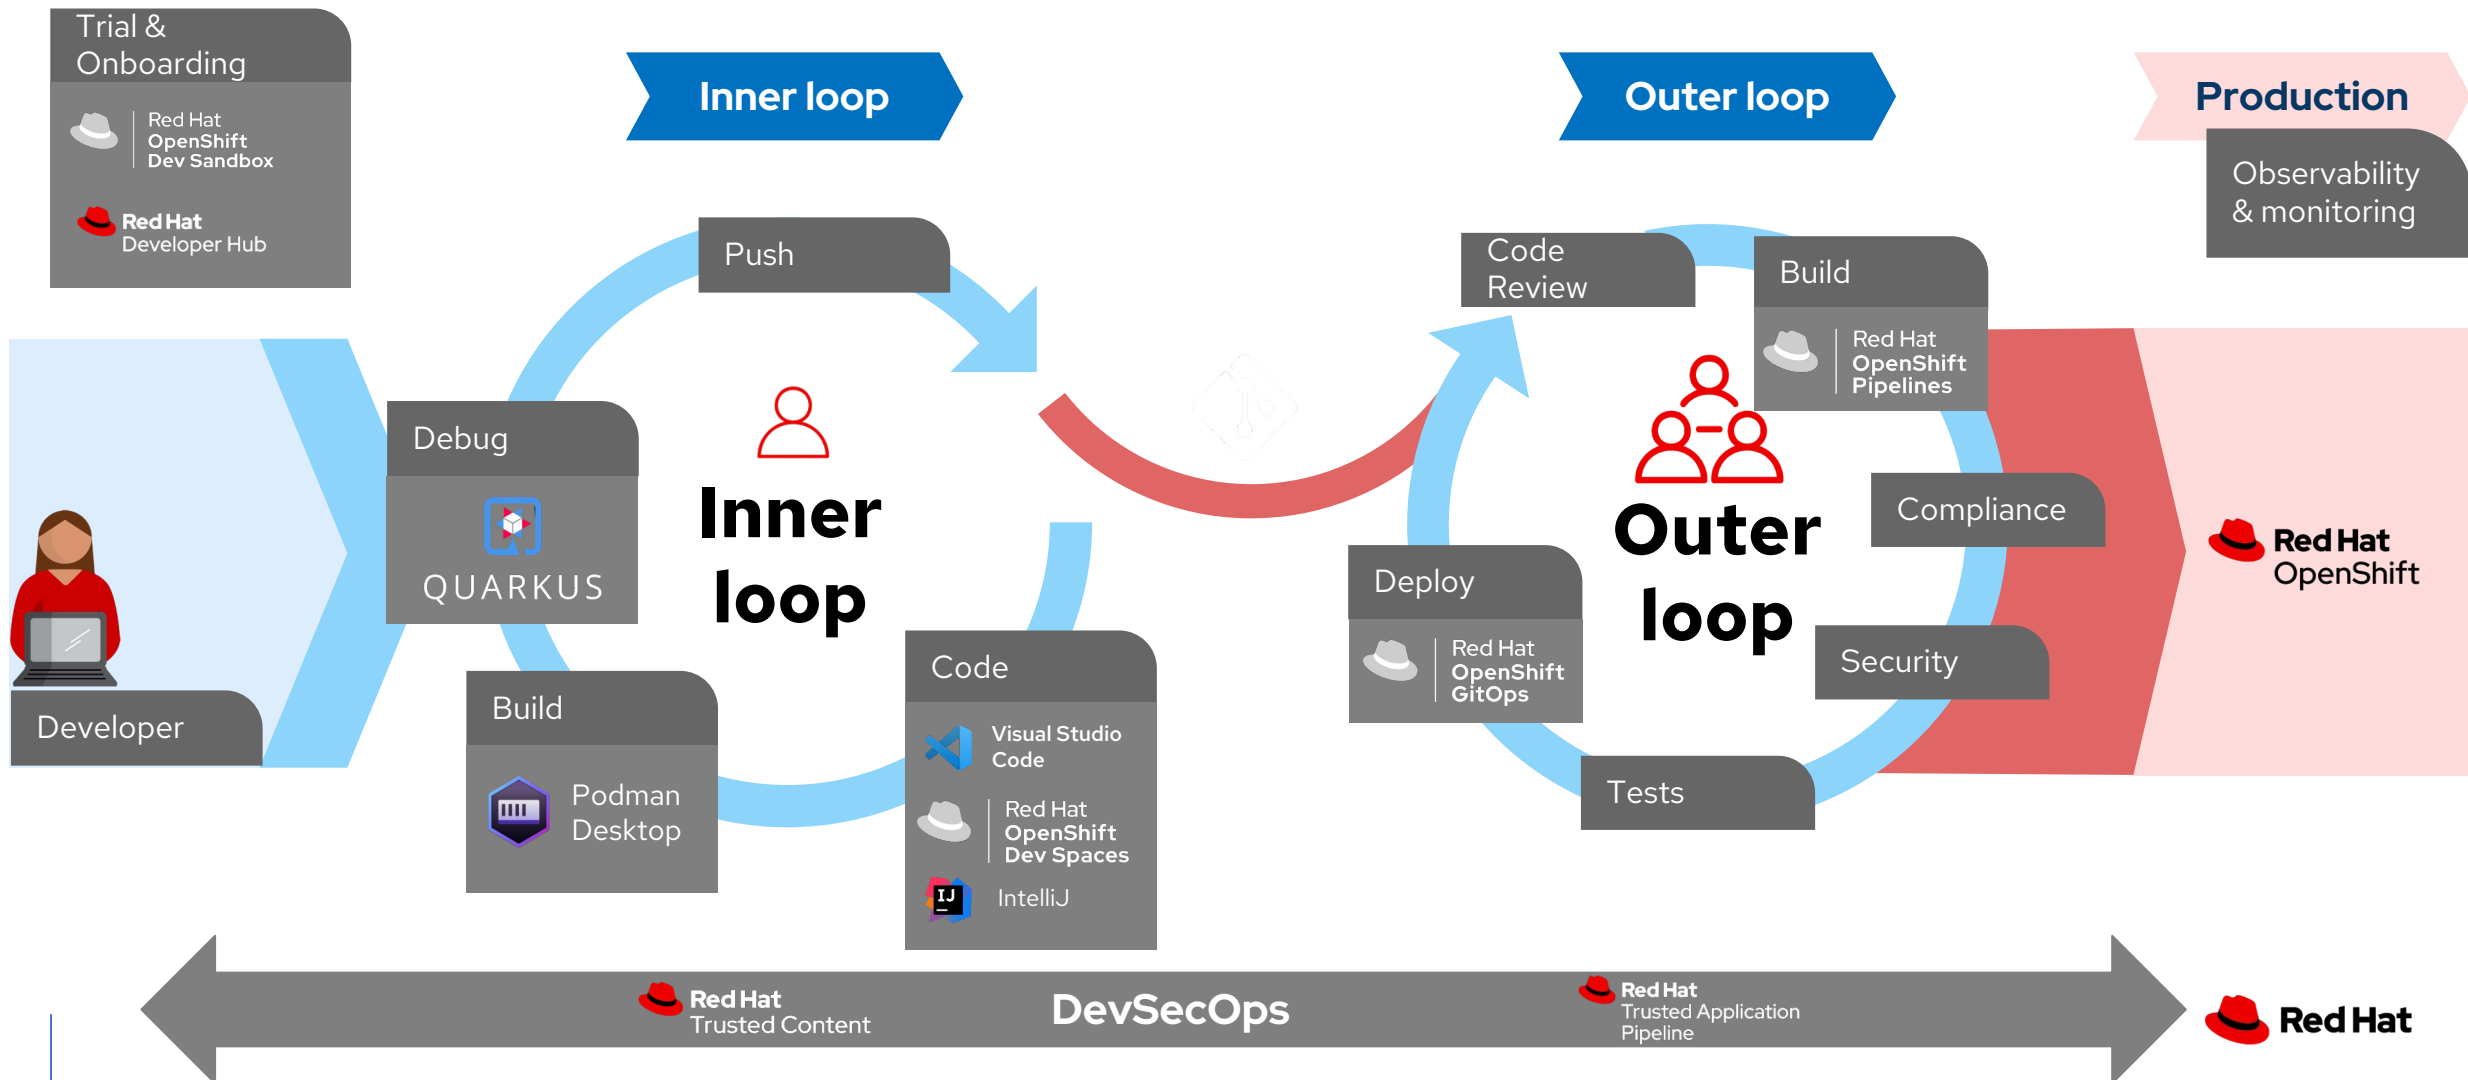 Trial &
Onboarding
Red Hat
OpenShift
Dev Sandbox
Red Hat
Developer Hub
Inner loop
Outer loop
Production
Observability
& monitoring
Push
Code
Review
Build
Red Hat
OpenShift
Pipelines
Debug
QUARKUS
Inner
loop
Outer
loop
Compliance
Red Hat
OpenShift
Deploy
Red Hat
OpenShift
GitOps
Security
Developer
Build
Podman
Desktop
Code
Visual Studio
Code
Red Hat
OpenShift
Dev Spaces
IJ
IntelliJ
Tests
Red Hat
Trusted Content
DevSecOps
Red Hat
Trusted Application
Pipeline
Red Hat